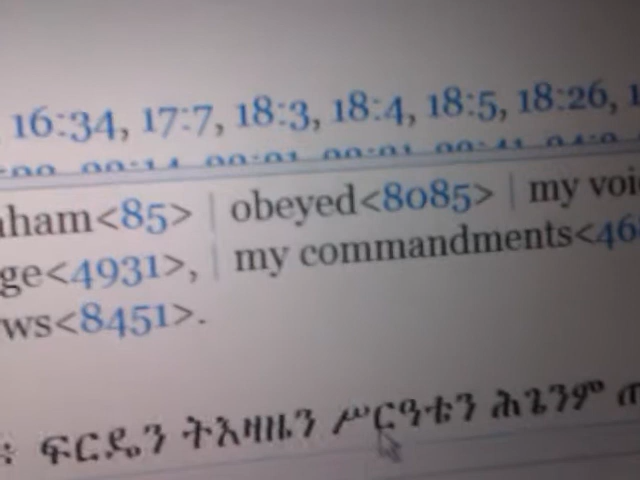 16:34, 17:7, 18:3, 18:4, 18:5, 18:26,
ham<85> | obeyed<8085> | my
ge<4931>, | my commandments<46
ws<8451>.
ፍርዴን ትእዛዜን ሥርዓቴን ሕጌንም